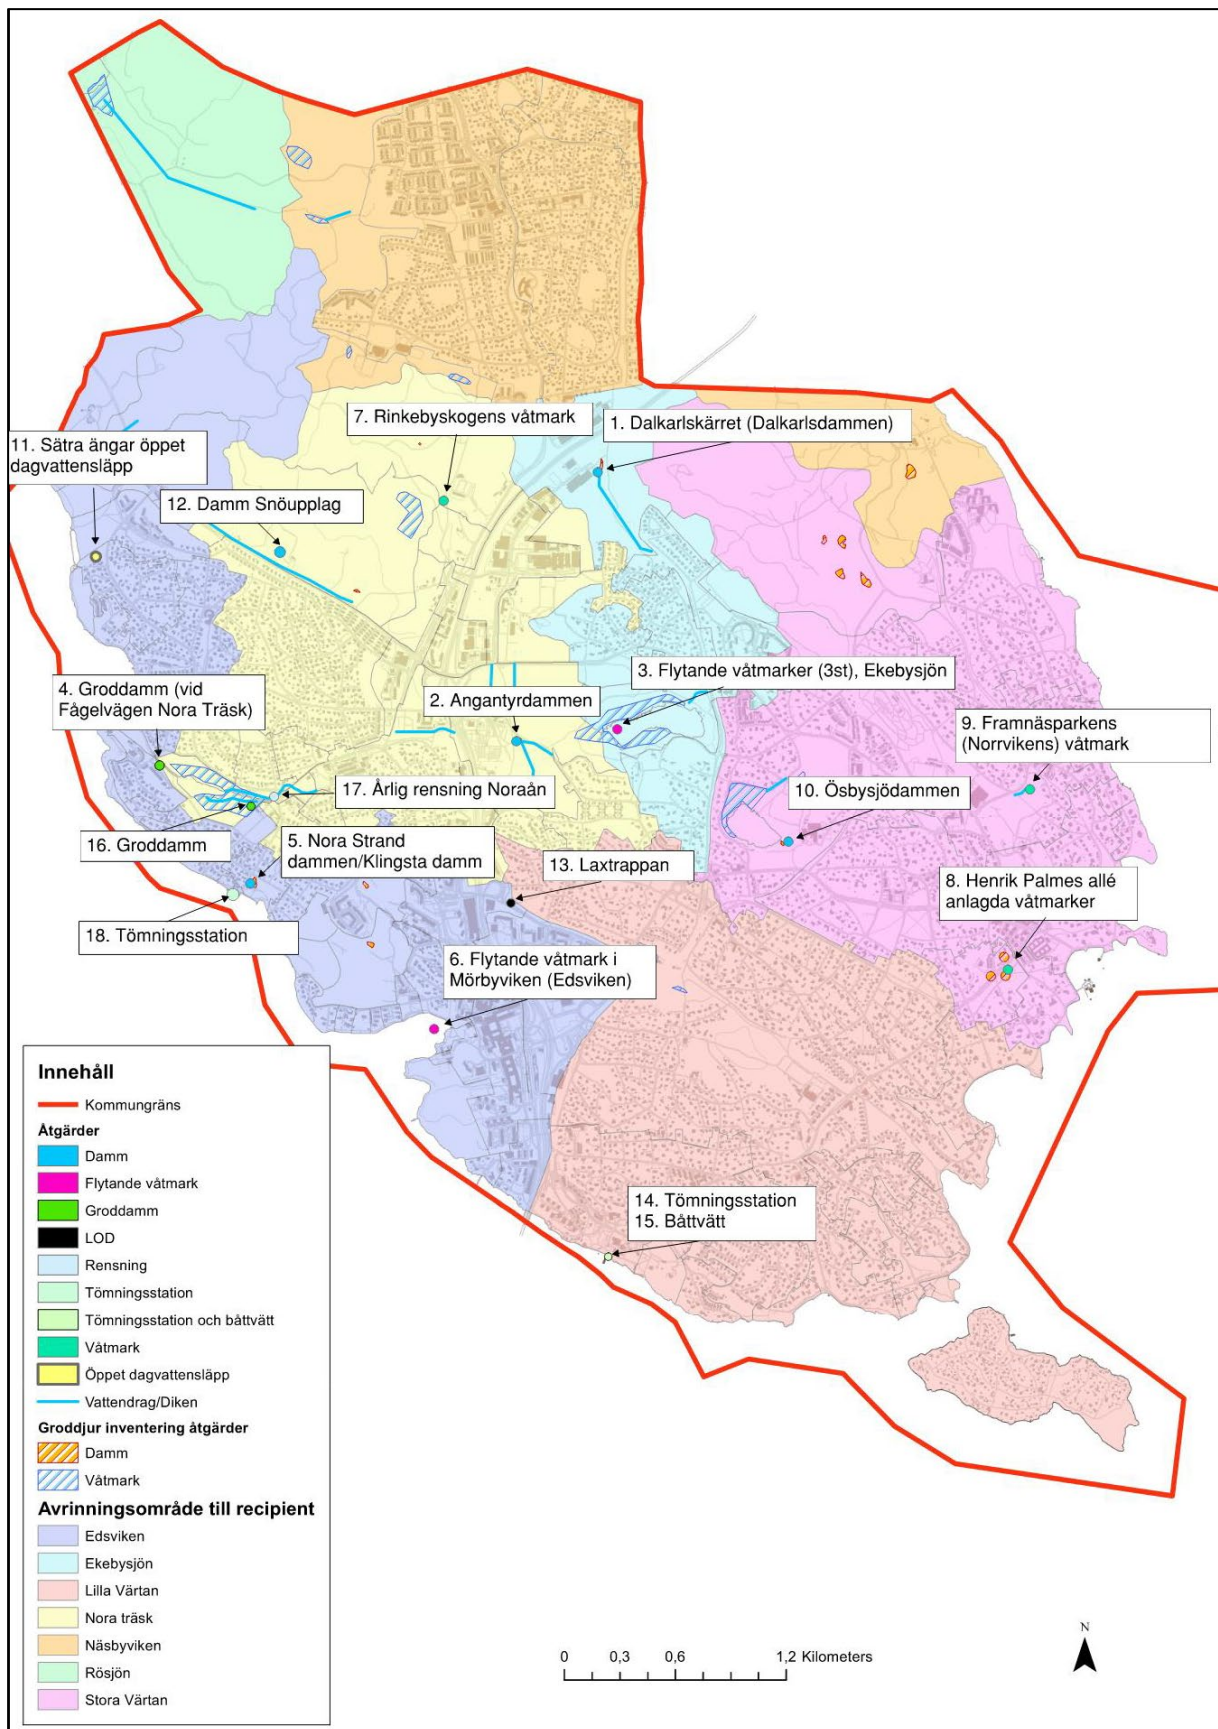 7. Rinkebyskogens våtmark
1. Dalkarlskärret (Dalkarlsdammen)
11. Sätra ängar öppet
dagvattensläpp
12. Damm Snöupplag
3. Flytande våtmarker (3st), Ekebysjön
4. Groddamm (vid
Fågelvägen Nora Träsk)
2. Angantyrdammen
9. Framnäsparkens
(Norrvikens) våtmark
17. Årlig rensning Noraån
10. Ösbysjödammen
16. Groddamm
5. Nora Strand
dammen/Klingsta damm
13. Laxtrappan
8. Henrik Palmes allé
anlagda våtmarker
18. Tömningsstation
6. Flytande våtmark i
Mörbyviken (Edsviken)
14. Tömningsstation
15. Båttvätt
Innehåll
Kommungräns
Åtgärder
Damm
Flytande våtmark
Groddamm
LOD
Rensning
Tömningsstation
Tömningsstation och båttvätt
Våtmark
Öppet dagvattensläpp
Vattendrag/Diken
Groddjur inventering åtgärder
Damm
Våtmark
Avrinningsområde till recipient
Edsviken
Ekebysjön
Lilla Värtan
Nora träsk
Näsbyviken
Rösjön
Stora Värtan
0 0,3 0,6 1,2 Kilometers
N